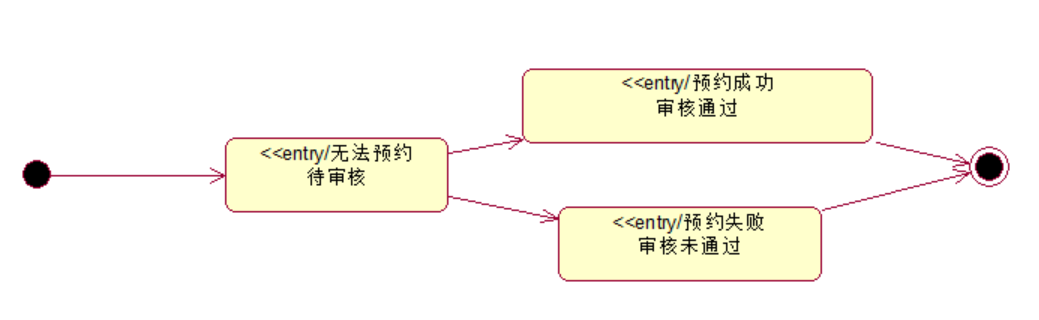 <<entry/预约成功
审核通过
<<entry/无法预约
待审核
<<entry/预约失败
审核未通过